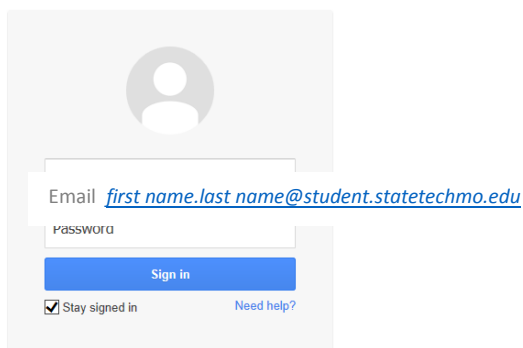 Email first name.last name@student.statetechmo.edu
Password
Sign in
Stay signed in
Need help?